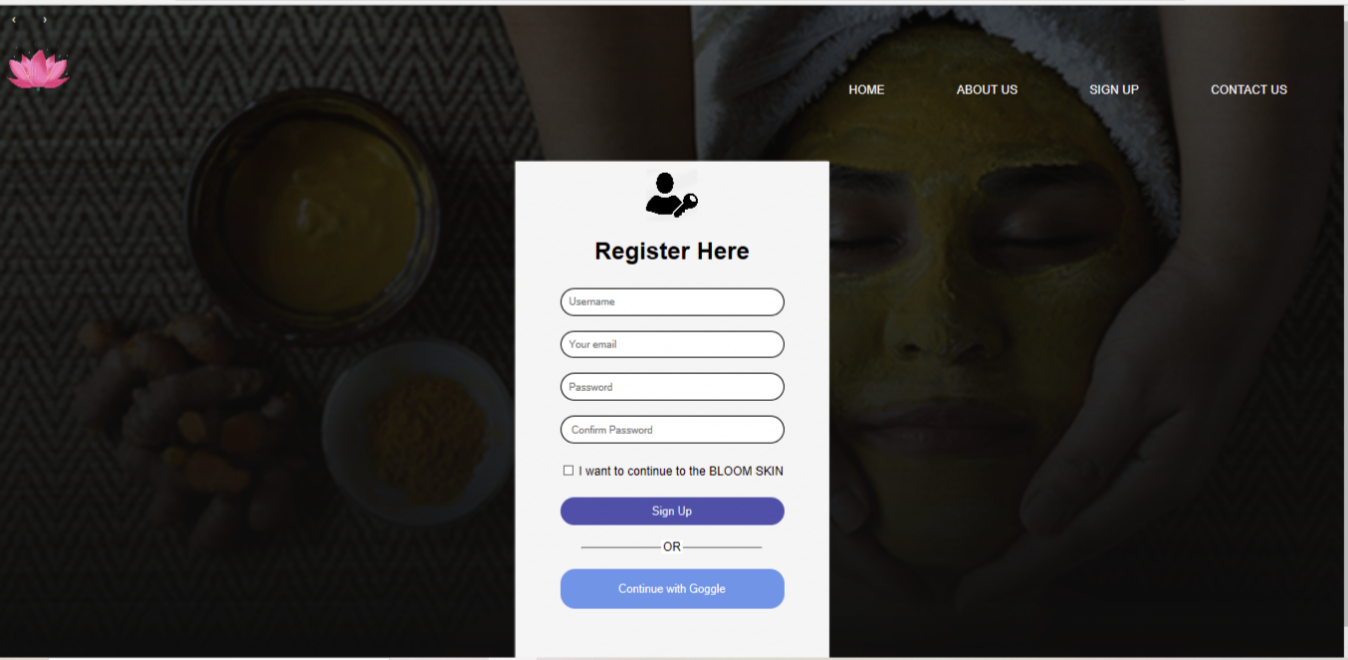 HOME ABOUT US SIGN UP CONTACT US
Register Here
Username
Your email
Password
Confirm Password
I want to continue to the BLOOM SKIN
Sign Up
OR
Continue with Goggle